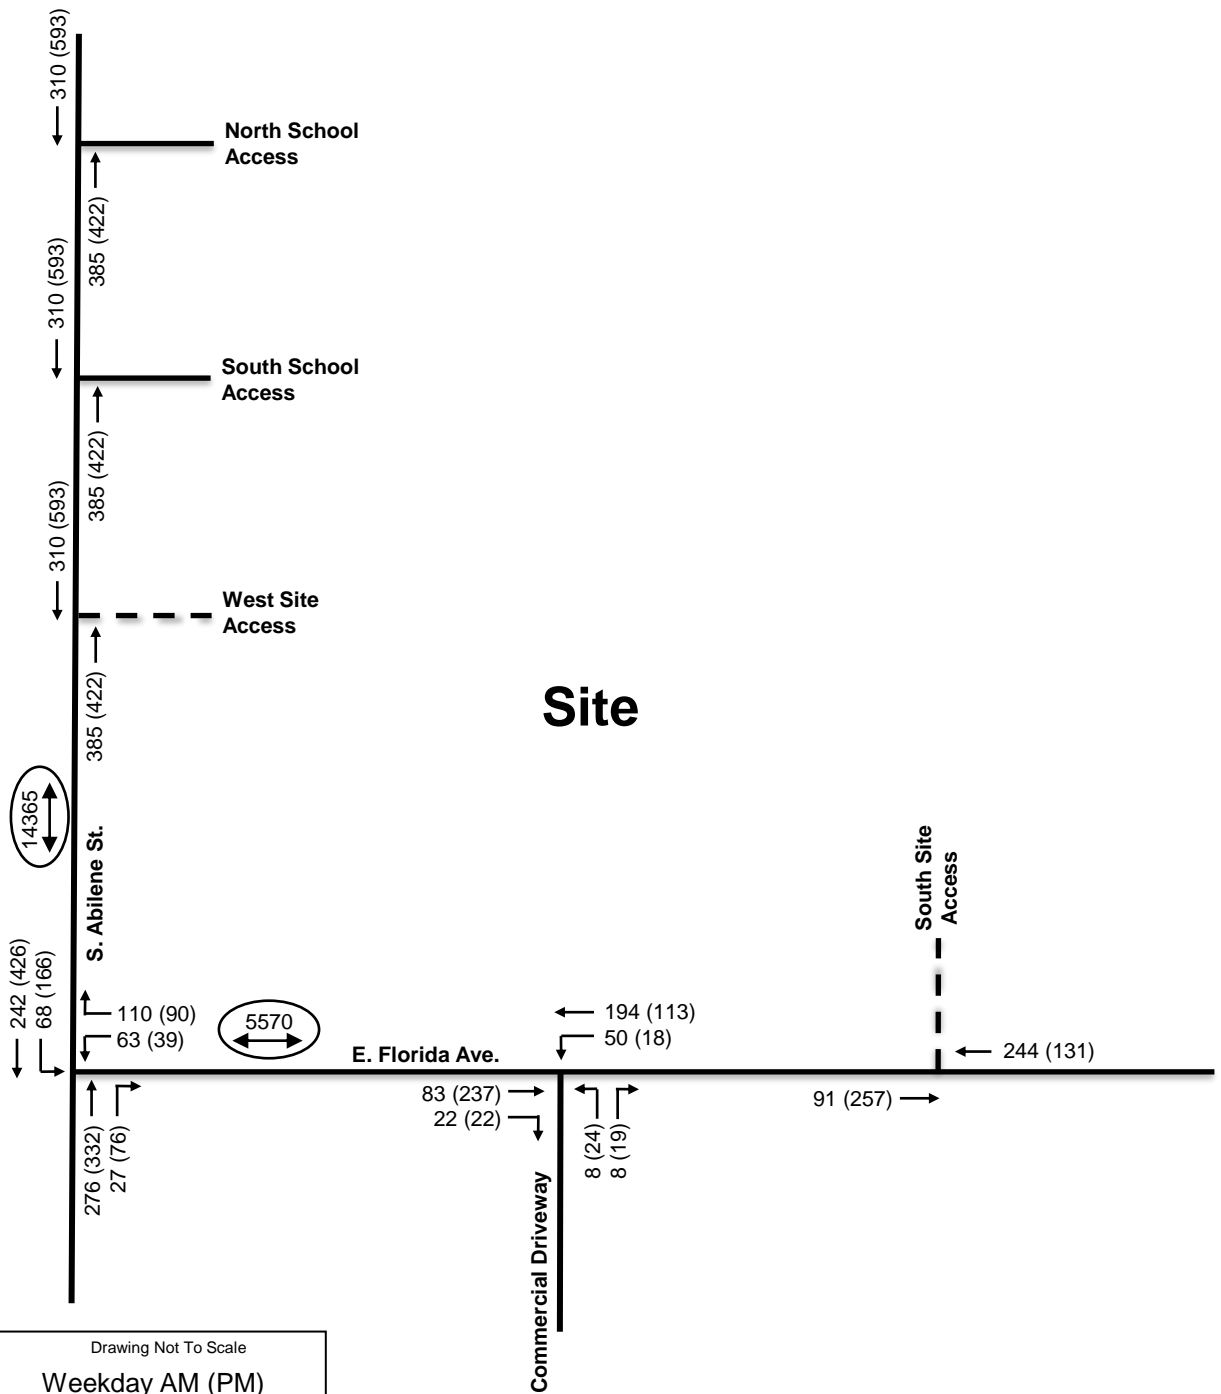 310 (593)
North School
Access
385 (422)
310 (593)
South School
Access
385 (422)
310 (593)
West Site
Access
385 (422)
Site
14365
S. Abilene St.
South Site
Access
242 (426)
68 (166)
110 (90)
63 (39)
5570
E. Florida Ave.
194 (113)
50 (18)
244 (131)
83 (237)
22 (22)
91 (257)
276 (332)
27 (76)
8 (24)
8 (19)
Commercial Driveway
Drawing Not To Scale
Weekday AM (PM)